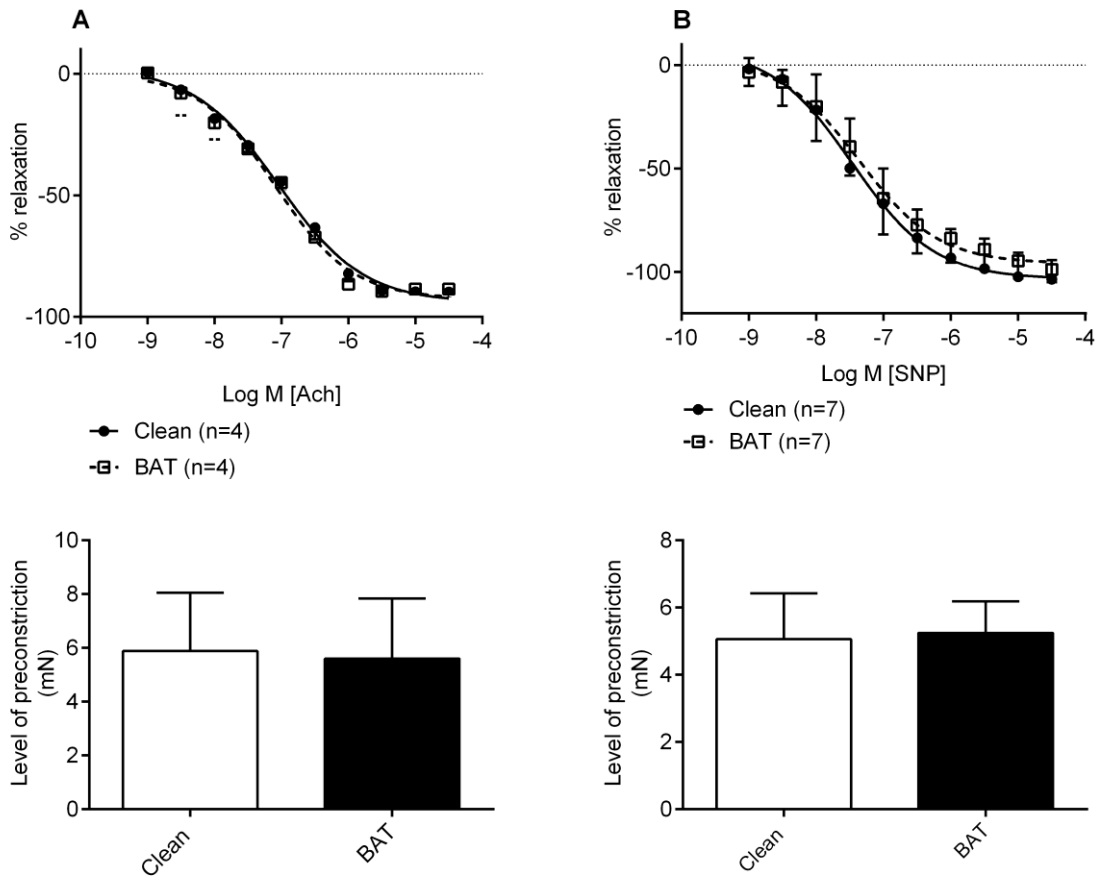 A
0
-50
-100
% relaxation
-10
-9
-8
-7
-6
-5
-4
Log M [Ach]
Clean (n=4)
BAT (n=4)
B
0
-50
-100
% relaxation
-10
-9
-8
-7
-6
-5
-4
Log M [SNP]
Clean (n=7)
BAT (n=7)
10
8
6
4
2
0
Level of preconstriction
(mN)
Clean
BAT
8
6
4
2
0
Level of preconstriction
(mN)
Clean
BAT